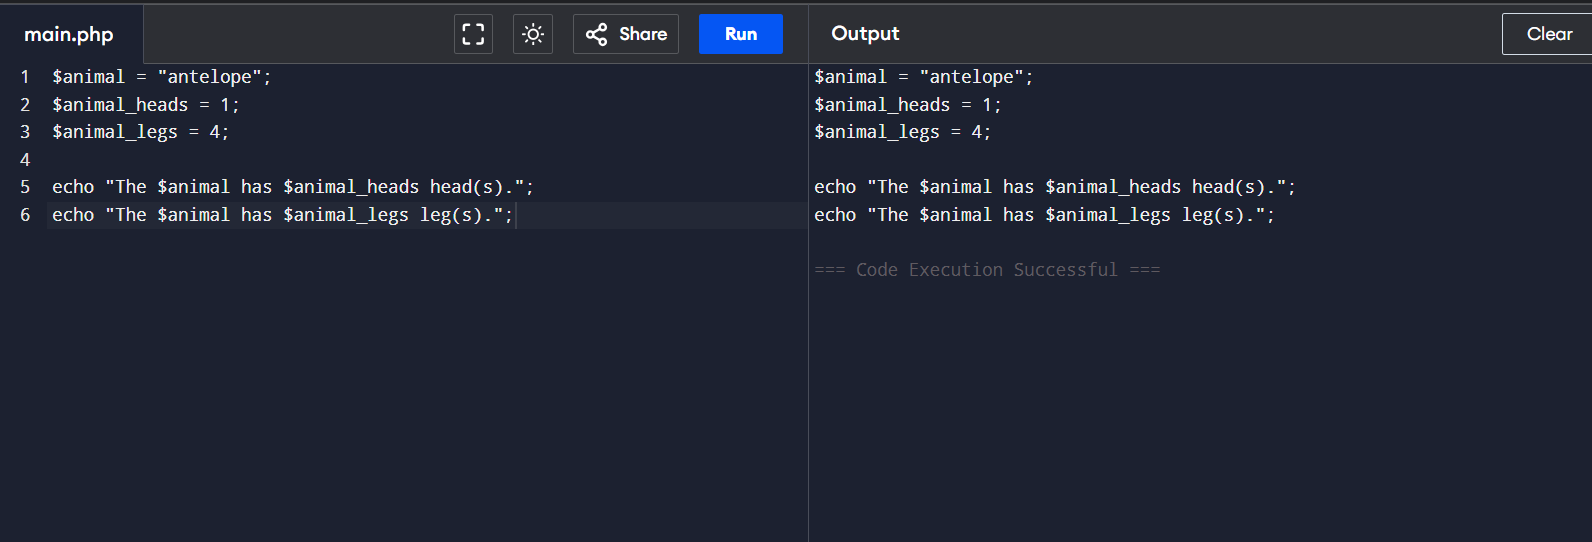 main.php
Share
Run
Output
Clear
1 $animal = "antelope";
2 $animal_heads = 1;
3 $animal_legs = 4;
4
5 echo "The $animal has $animal_heads head(s).";
6 echo "The $animal has $animal_legs leg(s).";
$animal = "antelope";
$animal_heads = 1;
$animal_legs = 4;
echo "The $animal has $animal_heads head(s).";
echo "The $animal has $animal_legs leg(s).";
=== Code Execution Successful ===